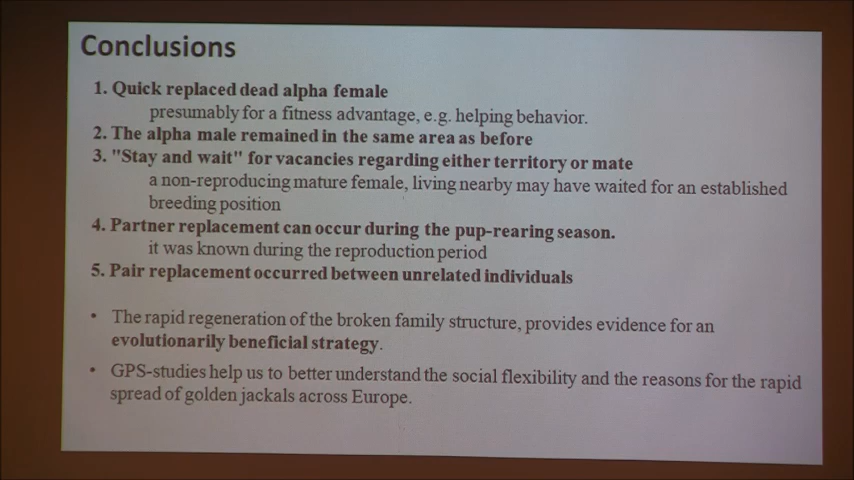 Conclusions
1. Quick replaced dead alpha female
presumably for a fitness advantage, e.g. helping behavior.
2. The alpha male remained in the same area as before
3. "Stay and wait" for vacancies regarding either territory or mate
a non-reproducing mature female, living nearby may have waited for an established
breeding position
4. Partner replacement can occur during the pup-rearing season.
it was known during the reproduction period
5. Pair replacement occurred between unrelated individuals
• The rapid regeneration of the broken family structure, provides evidence for an
evolutionarily beneficial strategy.
• GPS-studies help us to better understand the social flexibility and the reasons for the rapid
spread of golden jackals across Europe.